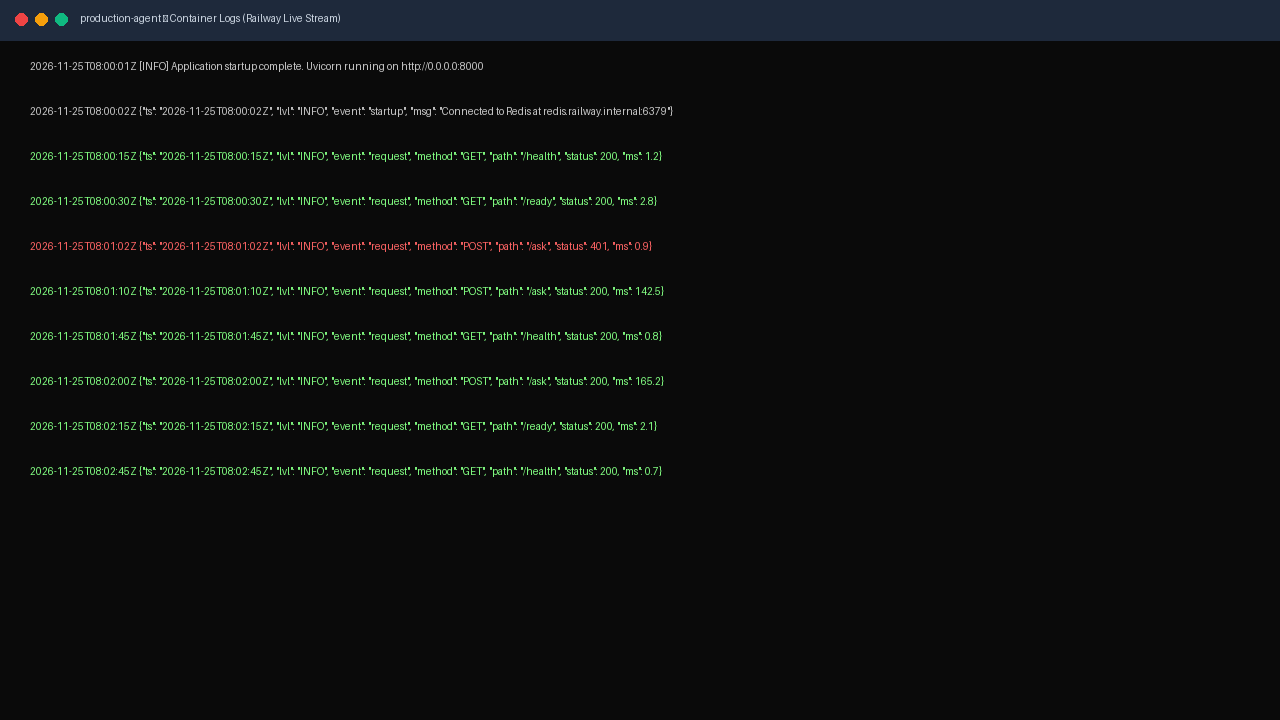 production-agent Container Logs (Railway Live Stream)
2026-11-25T08:00:01Z [INFO] Application startup complete. Uvicorn running on http://0.0.0.0:8000
2026-11-25T08:00:02Z {"ts": "2026-11-25T08:00:02Z", "lvl": "INFO", "event": "startup", "msg": "Connected to Redis at redis.railway.internal:6379"}
2026-11-25T08:00:15Z {"ts": "2026-11-25T08:00:15Z", "lvl": "INFO", "event": "request", "method": "GET", "path": "/health", "status": 200, "ms": 1.2}
2026-11-25T08:00:30Z {"ts": "2026-11-25T08:00:30Z", "lvl": "INFO", "event": "request", "method": "GET", "path": "/ready", "status": 200, "ms": 2.8}
2026-11-25T08:01:02Z {"ts": "2026-11-25T08:01:02Z", "lvl": "INFO", "event": "request", "method": "POST", "path": "/ask", "status": 401, "ms": 0.9}
2026-11-25T08:01:10Z {"ts": "2026-11-25T08:01:10Z", "lvl": "INFO", "event": "request", "method": "POST", "path": "/ask", "status": 200, "ms": 142.5}
2026-11-25T08:01:45Z {"ts": "2026-11-25T08:01:45Z", "lvl": "INFO", "event": "request", "method": "GET", "path": "/health", "status": 200, "ms": 0.8}
2026-11-25T08:02:00Z {"ts": "2026-11-25T08:02:00Z", "lvl": "INFO", "event": "request", "method": "POST", "path": "/ask", "status": 200, "ms": 165.2}
2026-11-25T08:02:15Z {"ts": "2026-11-25T08:02:15Z", "lvl": "INFO", "event": "request", "method": "GET", "path": "/ready", "status": 200, "ms": 2.1}
2026-11-25T08:02:45Z {"ts": "2026-11-25T08:02:45Z", "lvl": "INFO", "event": "request", "method": "GET", "path": "/health", "status": 200, "ms": 0.7}